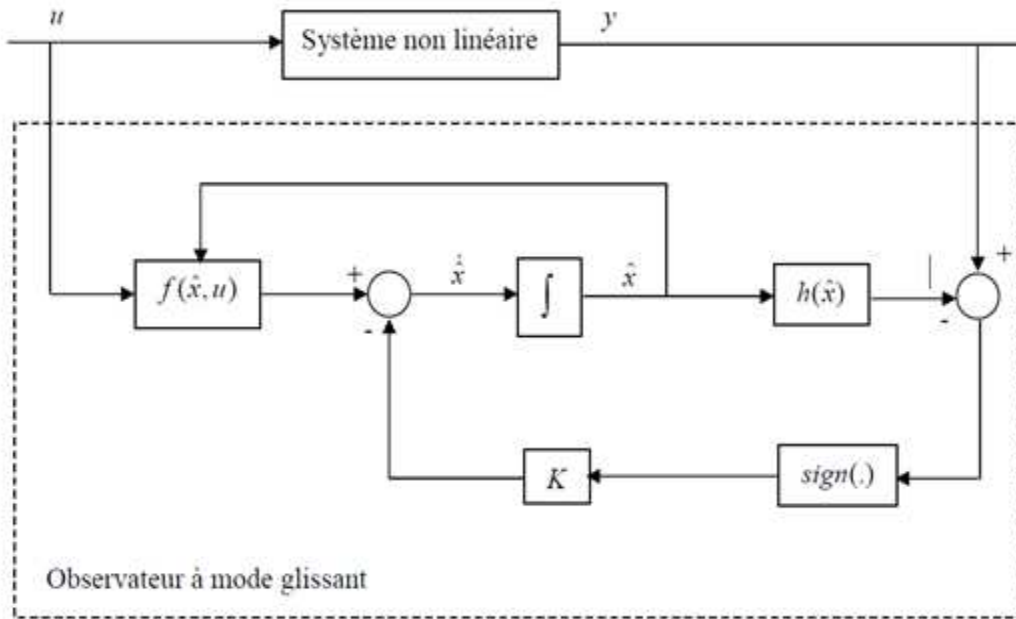 u
Système non linéaire
y
f(x̂,u)
+
-
ẋ̂
∫
x̂
h(x̂)
+
-
K
sign(.)
Observateur à mode glissant